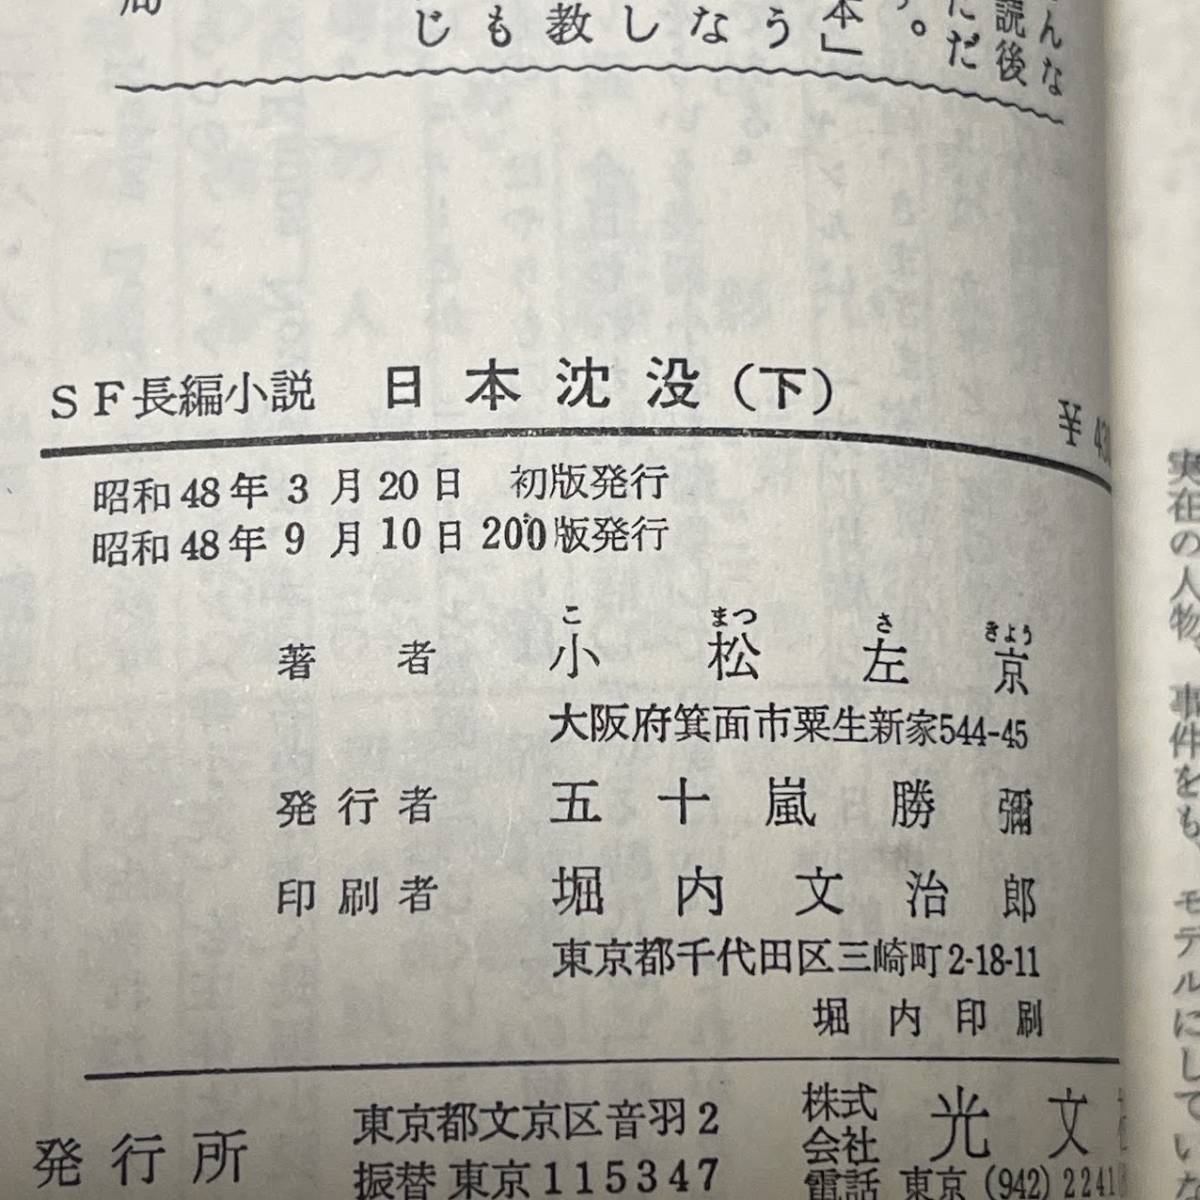 んな
読後
ただ
。
本」
う
な
し
教
も
じ
局
SF長編小説 日本沈没(下)
¥430
昭和48年3月20日 初版発行
昭和48年9月10日 200版発行
著者 小松左京
こ まつ さ きょう
大阪府箕面市粟生新家544-45
発行者 五十嵐勝彌
印刷者 堀内文治郎
東京都千代田区三崎町2-18-11
堀内印刷
発行所
東京都文京区音羽2
振替 東京115347
株式会社 光文
電話 東京(942)2241
実在の人物、事件をも、モデルにしていな